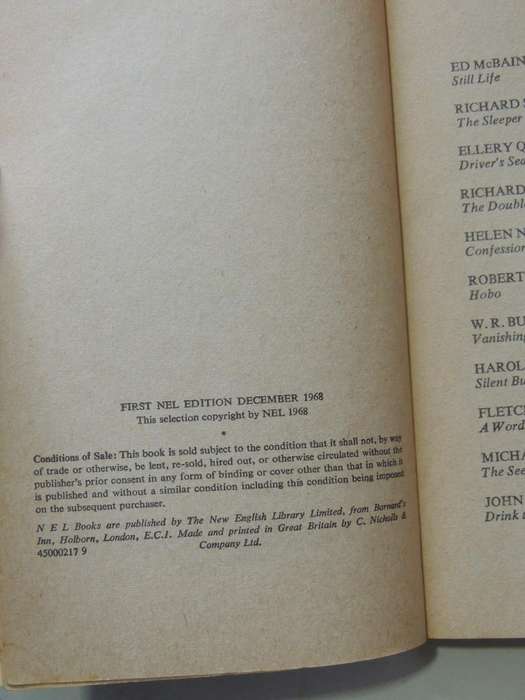 FIRST NEL EDITION DECEMBER 1968
This selection copyright by NEL 1968
*
Conditions of Sale: This book is sold subject to the condition that it shall not, by way
of trade or otherwise, be lent, re-sold, hired out, or otherwise circulated without the
publisher's prior consent in any form of binding or cover other than that in which it
is published and without a similar condition including this condition being imposed
on the subsequent purchaser.
N E L Books are published by The New English Library Limited, from Barnard's
Inn, Holborn, London, E.C.1. Made and printed in Great Britain by C. Nicholls &
45000217 9 Company Ltd.
ED McBAIN
Still Life
RICHARD
The Sleeper
ELLERY Q
Driver's Sea
RICHARD
The Doubl
HELEN N
Confession
ROBERT
Hobo
W. R. BU
Vanishing
HAROL
Silent Bu
FLETC
A Word
MICHA
The See
JOHN
Drink t